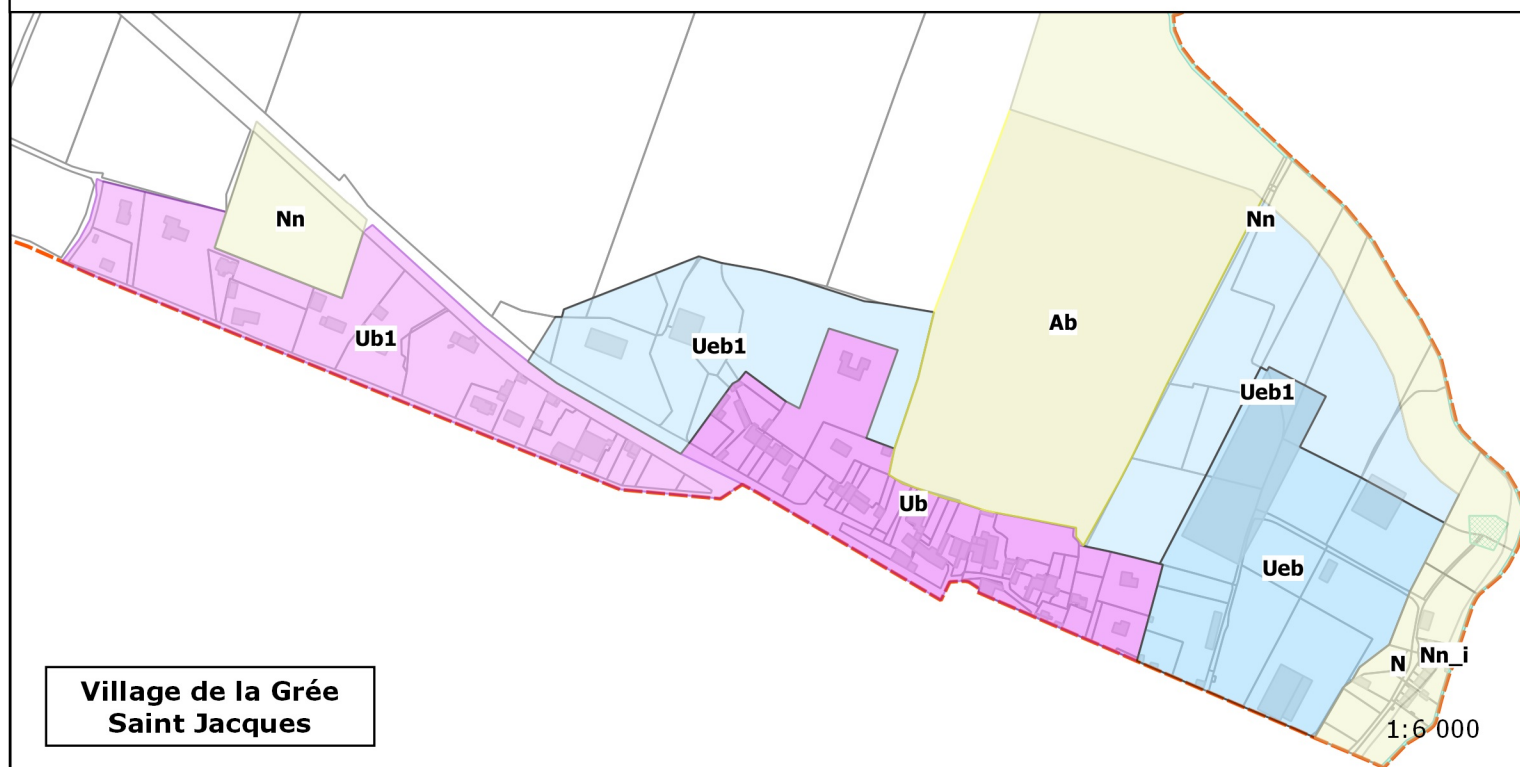 Nn
Nn
Ab
Ub1
Ueb1
Ueb1
Ub
Ueb
Nn_i
N
Village de la Grée
Saint Jacques
1:6 000